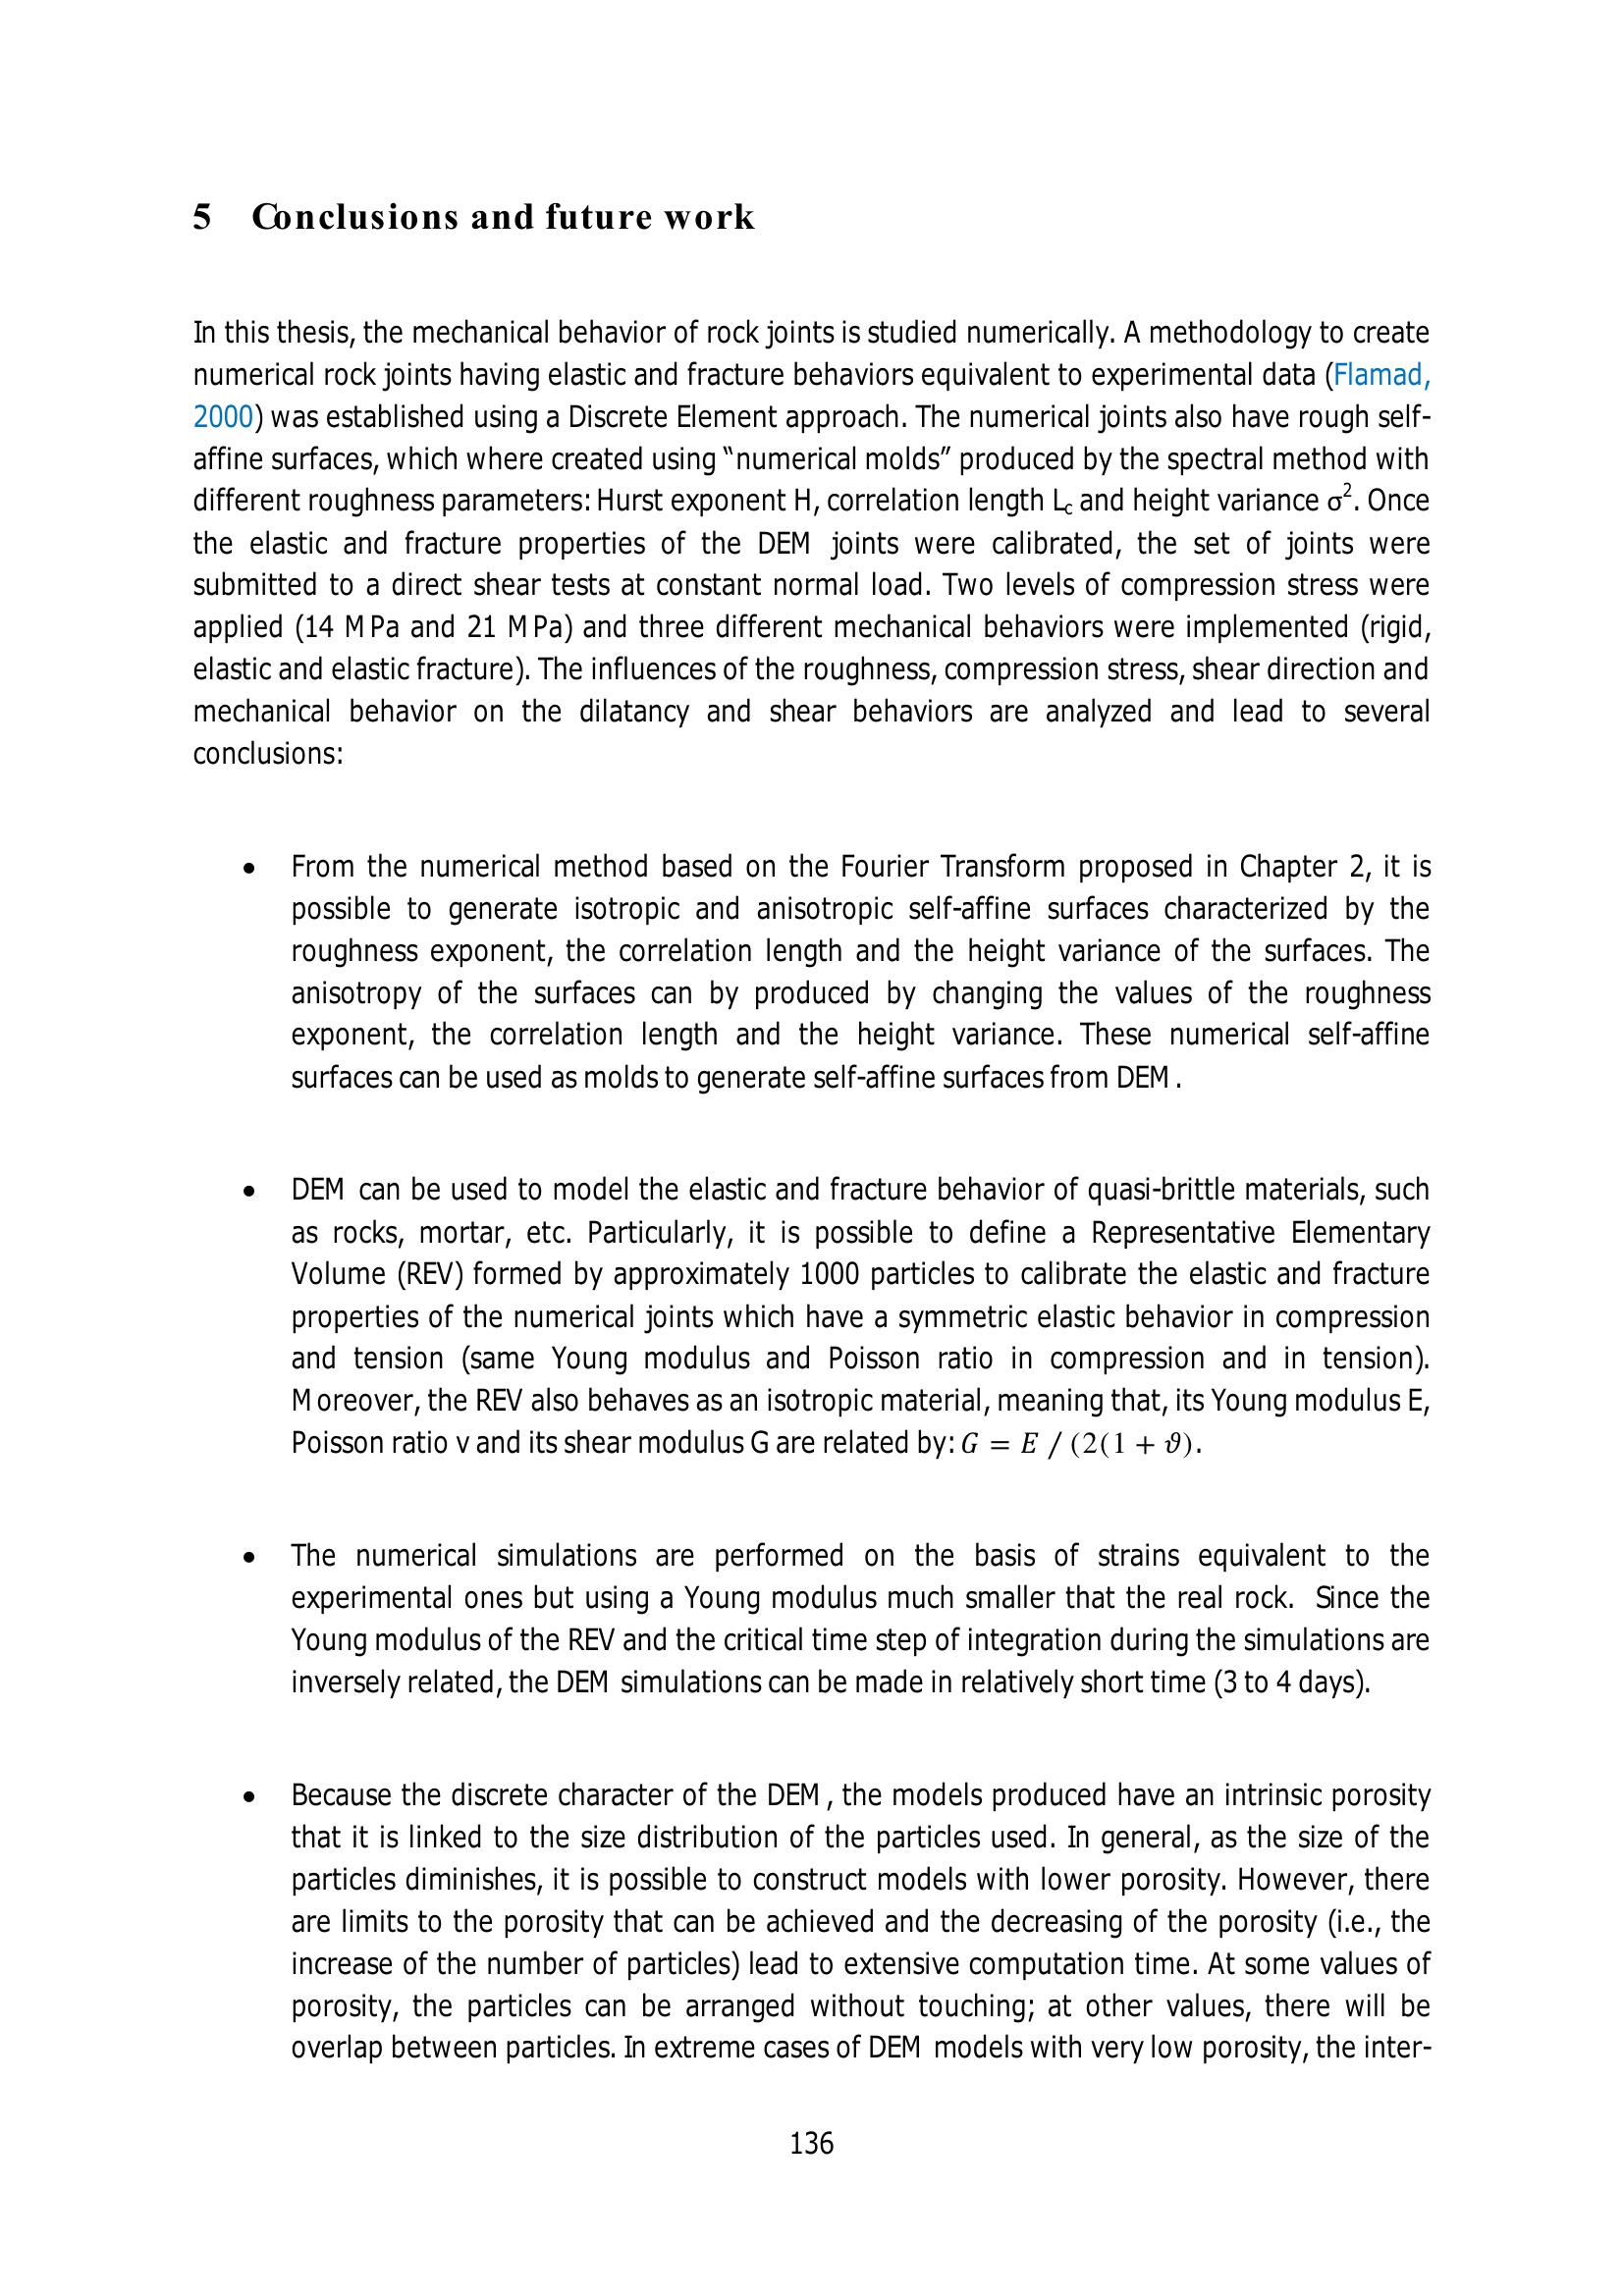 5 Conclusions and future work
In this thesis, the mechanical behavior of rock joints is studied numerically. A methodology to create
numerical rock joints having elastic and fracture behaviors equivalent to experimental data (Flamad,
2000) was established using a Discrete Element approach. The numerical joints also have rough self-
affine surfaces, which where created using “numerical molds” produced by the spectral method with
different roughness parameters: Hurst exponent H, correlation length Lc and height variance σ². Once
the elastic and fracture properties of the DEM joints were calibrated, the set of joints were
submitted to a direct shear tests at constant normal load. Two levels of compression stress were
applied (14 MPa and 21 MPa) and three different mechanical behaviors were implemented (rigid,
elastic and elastic fracture). The influences of the roughness, compression stress, shear direction and
mechanical behavior on the dilatancy and shear behaviors are analyzed and lead to several
conclusions:
• From the numerical method based on the Fourier Transform proposed in Chapter 2, it is
possible to generate isotropic and anisotropic self-affine surfaces characterized by the
roughness exponent, the correlation length and the height variance of the surfaces. The
anisotropy of the surfaces can by produced by changing the values of the roughness
exponent, the correlation length and the height variance. These numerical self-affine
surfaces can be used as molds to generate self-affine surfaces from DEM.
• DEM can be used to model the elastic and fracture behavior of quasi-brittle materials, such
as rocks, mortar, etc. Particularly, it is possible to define a Representative Elementary
Volume (REV) formed by approximately 1000 particles to calibrate the elastic and fracture
properties of the numerical joints which have a symmetric elastic behavior in compression
and tension (same Young modulus and Poisson ratio in compression and in tension).
Moreover, the REV also behaves as an isotropic material, meaning that, its Young modulus E,
Poisson ratio ν and its shear modulus G are related by: G = E / (2(1 + ϑ).
• The numerical simulations are performed on the basis of strains equivalent to the
experimental ones but using a Young modulus much smaller that the real rock. Since the
Young modulus of the REV and the critical time step of integration during the simulations are
inversely related, the DEM simulations can be made in relatively short time (3 to 4 days).
• Because the discrete character of the DEM, the models produced have an intrinsic porosity
that it is linked to the size distribution of the particles used. In general, as the size of the
particles diminishes, it is possible to construct models with lower porosity. However, there
are limits to the porosity that can be achieved and the decreasing of the porosity (i.e., the
increase of the number of particles) lead to extensive computation time. At some values of
porosity, the particles can be arranged without touching; at other values, there will be
overlap between particles. In extreme cases of DEM models with very low porosity, the inter-
136